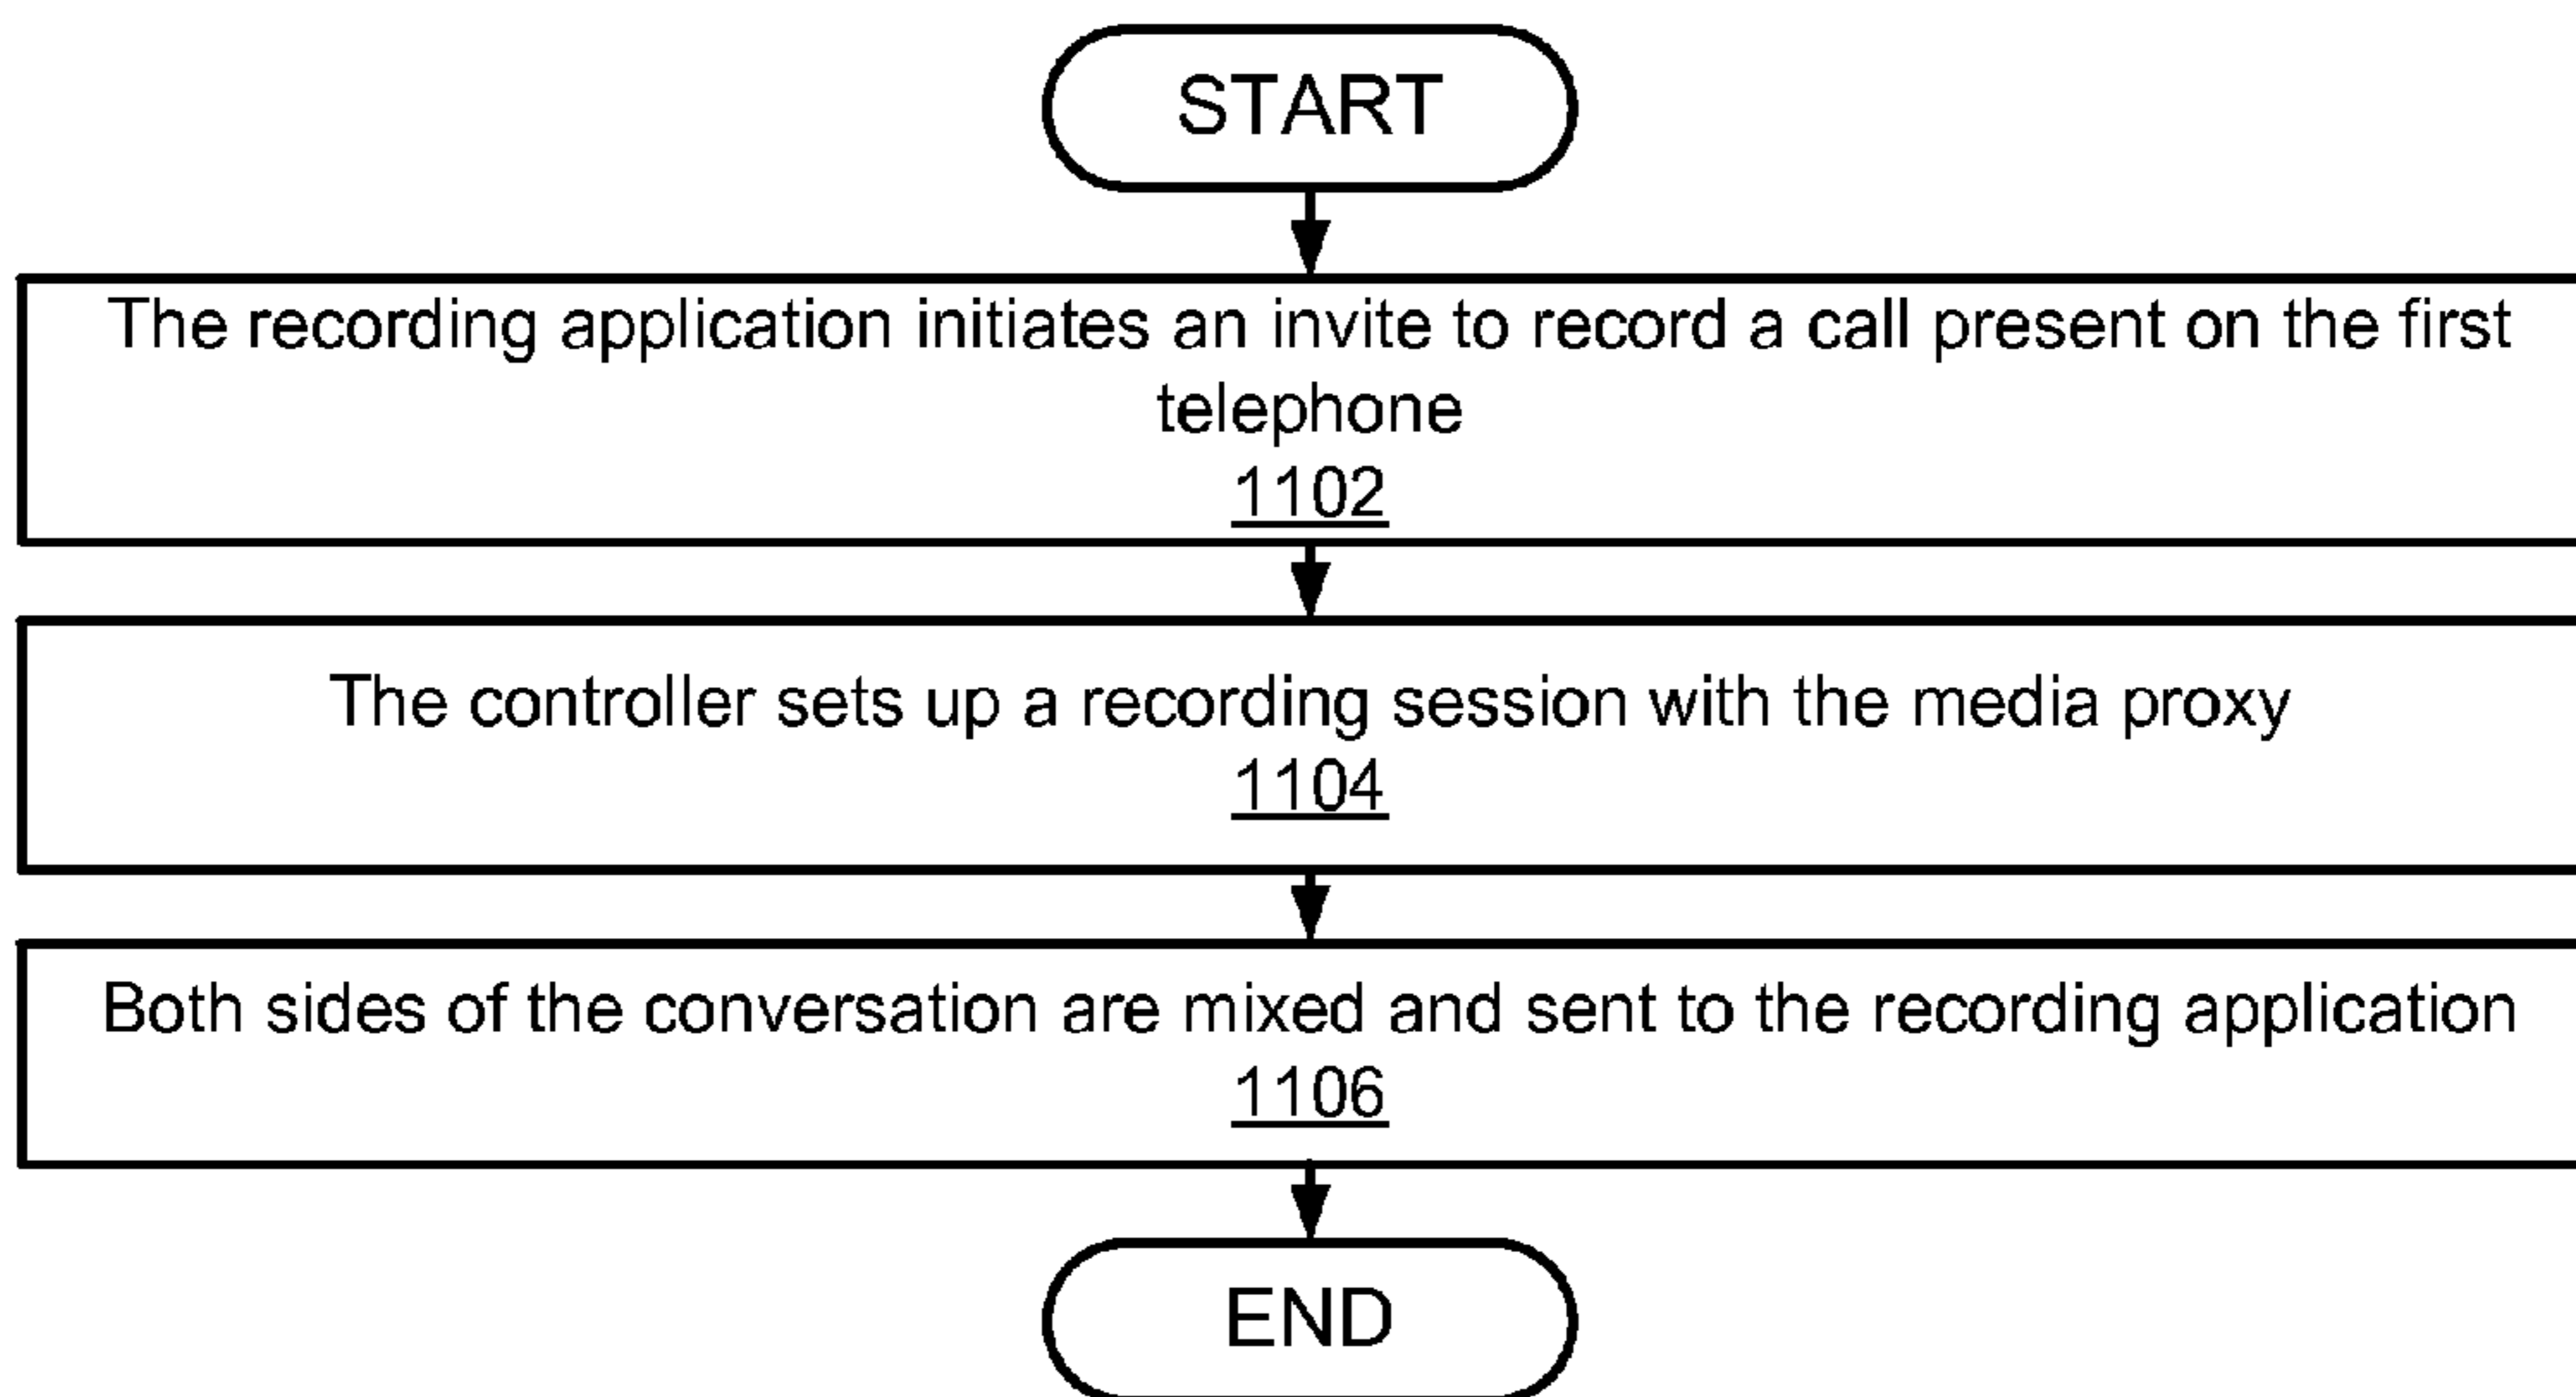 START
The recording application initiates an invite to record a call present on the first
telephone
1102
The controller sets up a recording session with the media proxy
1104
Both sides of the conversation are mixed and sent to the recording application
1106
END